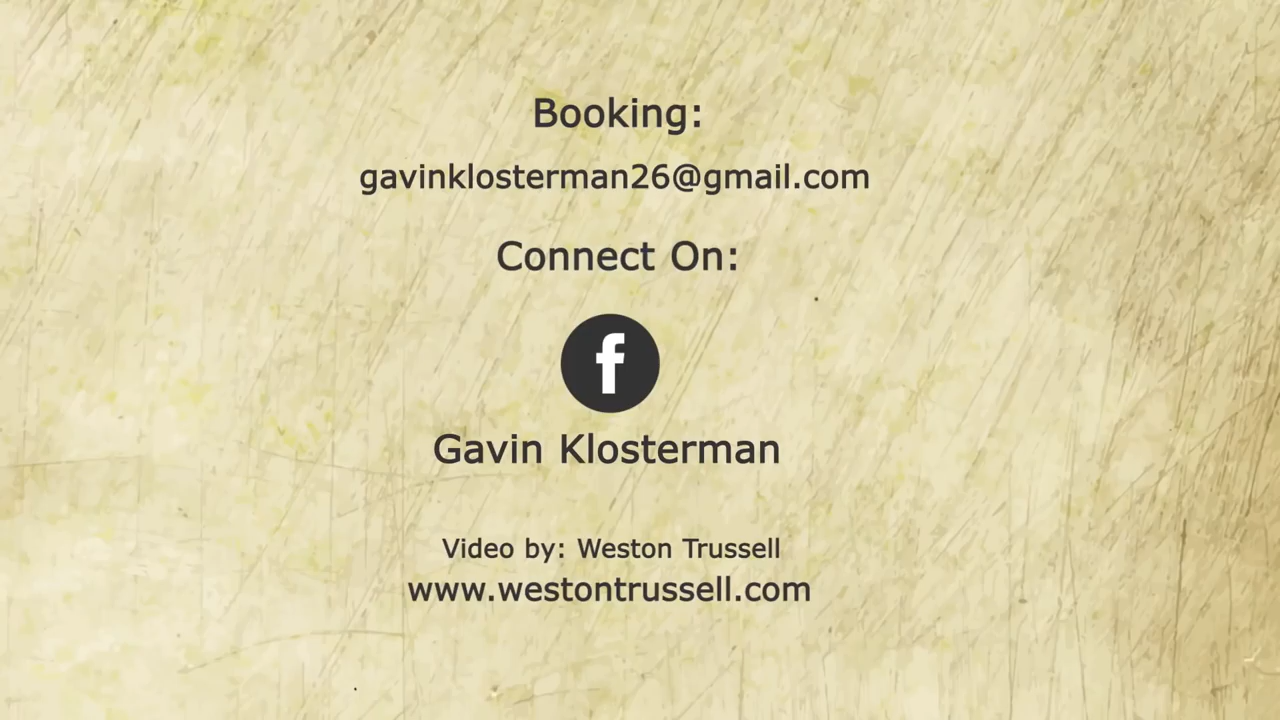 Booking:
gavinklosterman26@gmail.com
Connect On:
f
Gavin Klosterman
Video by: Weston Trussell
www.westontrussell.com